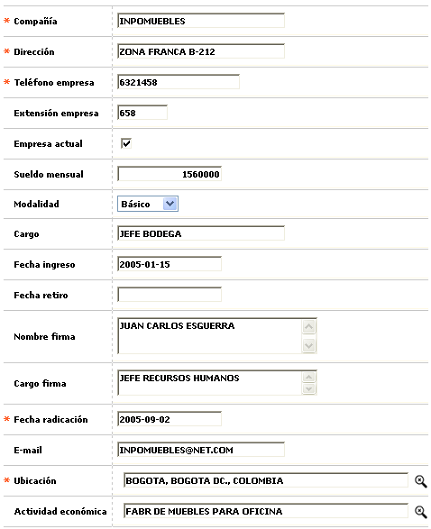 * Compañía INPOMUEBLES
* Dirección ZONA FRANCA B-212
* Teléfono empresa 6321458
Extensión empresa 658
Empresa actual
Sueldo mensual 1560000
Modalidad Básico
Cargo JEFE BODEGA
Fecha ingreso 2005-01-15
Fecha retiro
Nombre firma JUAN CARLOS ESGUERRA
Cargo firma JEFE RECURSOS HUMANOS
* Fecha radicación 2005-09-02
E-mail INPOMUEBLES@NET.COM
* Ubicación BOGOTA, BOGOTA DC., COLOMBIA
Actividad económica FABR DE MUEBLES PARA OFICINA